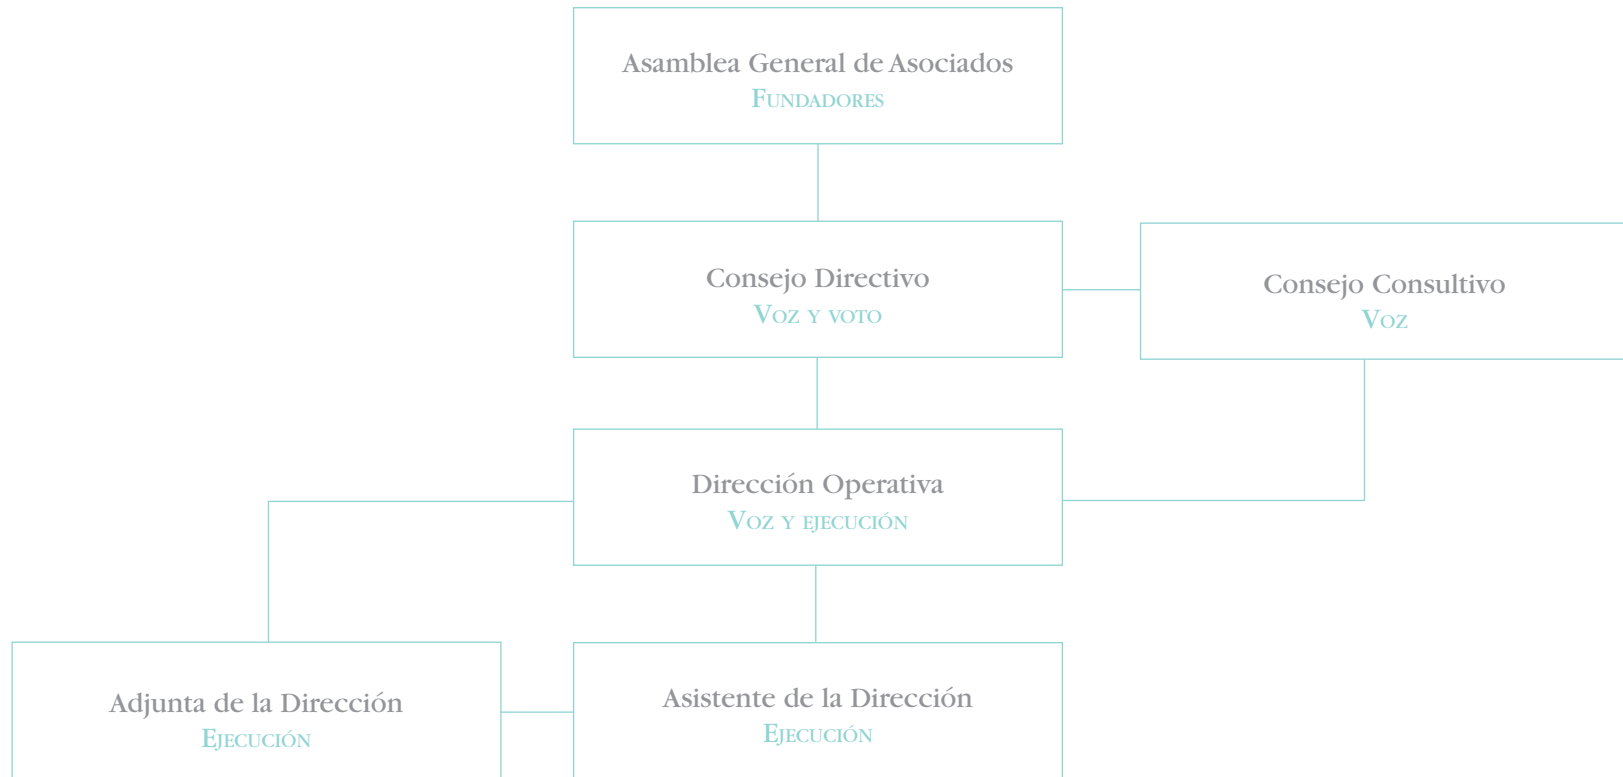 Asamblea General de Asociados
Fundadores
Consejo Directivo
Voz y voto
Consejo Consultivo
Voz
Dirección Operativa
Voz y ejecución
Adjunta de la Dirección
Ejecución
Asistente de la Dirección
Ejecución